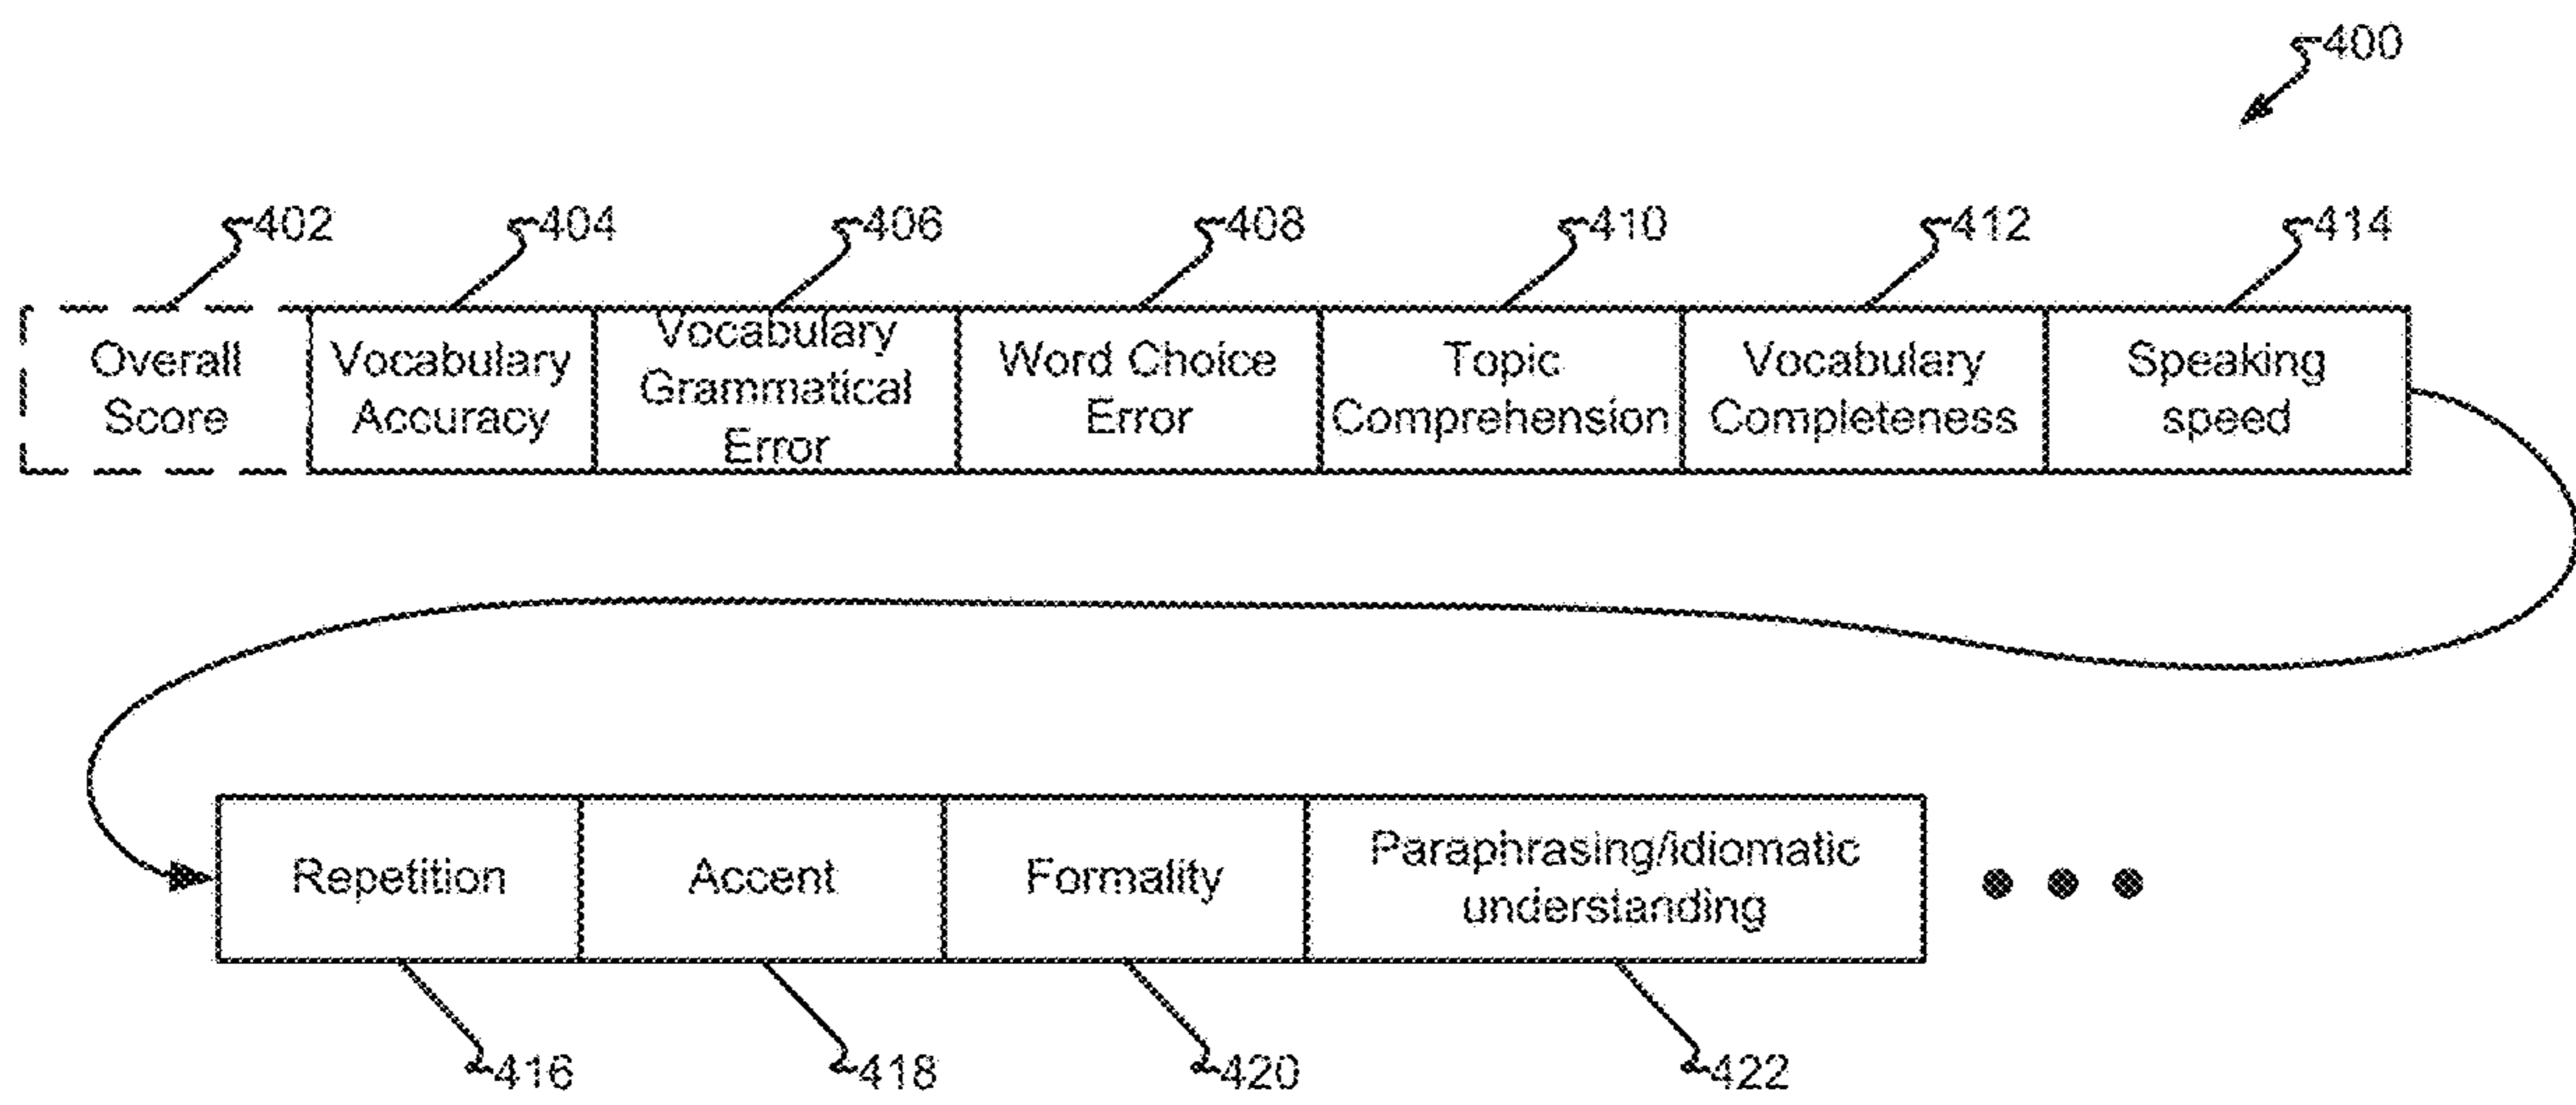 400
402
404
406
408
410
412
414
Overall
Score
Vocabulary
Accuracy
Vocabulary
Grammatical
Error
Word Choice
Error
Topic
Comprehension
Vocabulary
Completeness
Speaking
speed
Repetition
Accent
Formality
Paraphrasing/idiomatic
understanding
416
418
420
422